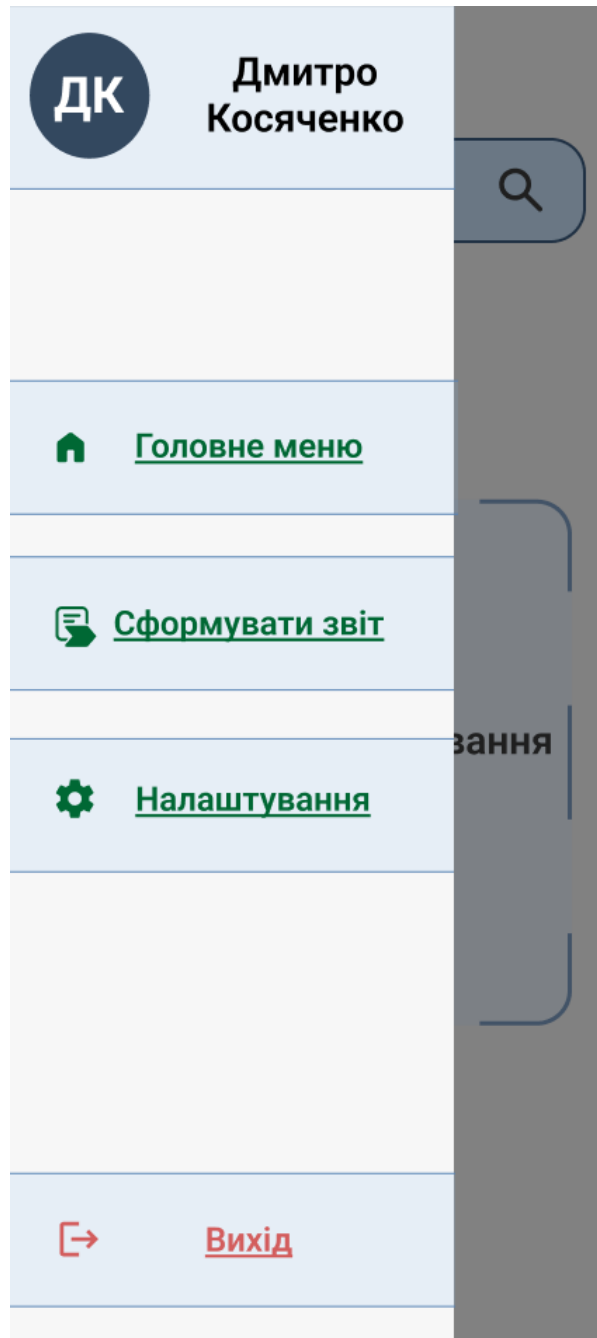 ДК
Дмитро
Косяченко
Головне меню
Сформувати звіт
вання
Налаштування
Вихід